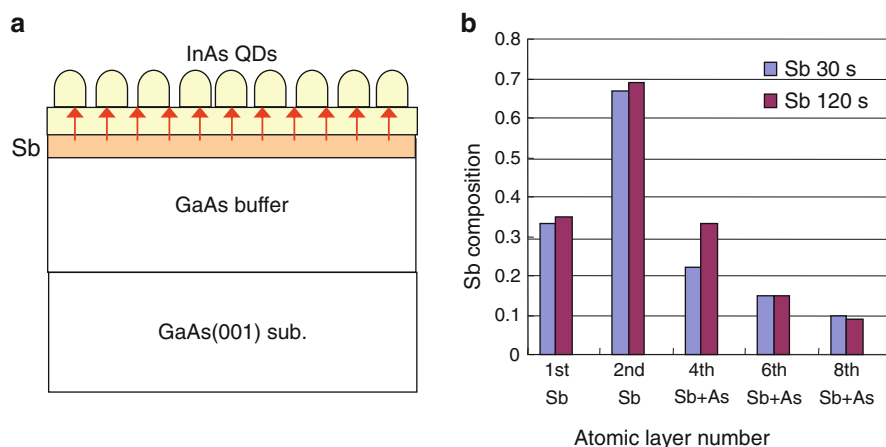 a
InAs QDs
Sb
GaAs buffer
GaAs(001) sub.
b
Sb composition
0.8
0.7
0.6
0.5
0.4
0.3
0.2
0.1
0
Sb 30 s
Sb 120 s
1st 2nd 4th 6th 8th
Sb Sb Sb+As Sb+As Sb+As
Atomic layer number